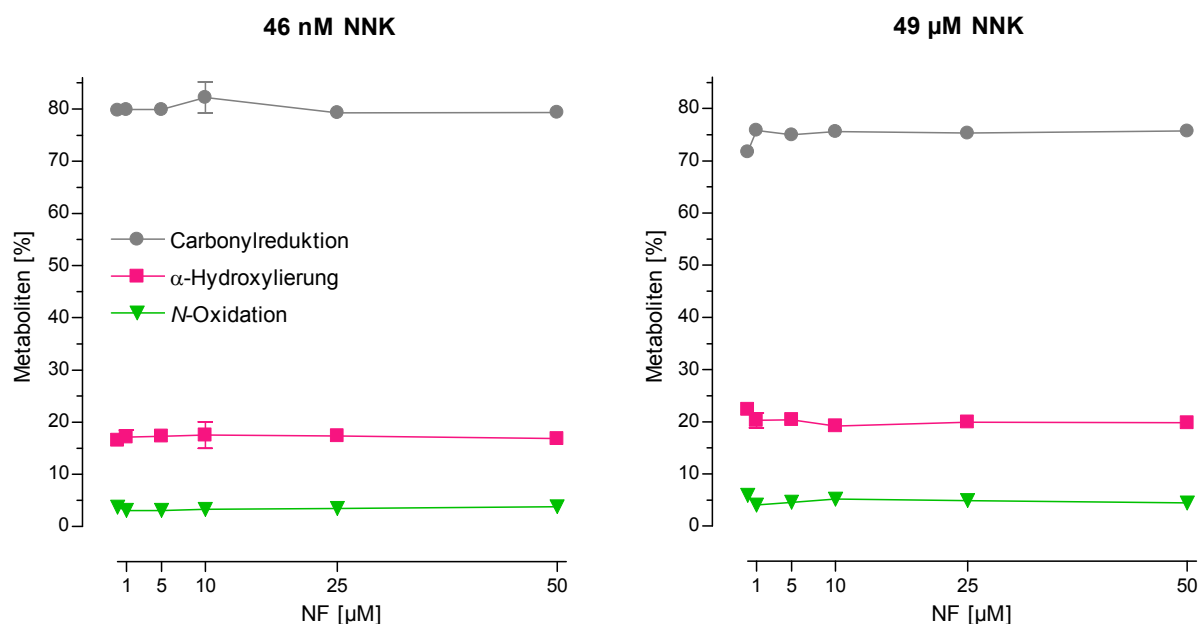 46 nM NNK
Metaboliten [%]
80
70
60
50
40
30
20
10
0
Carbonylreduktion
α-Hydroxylierung
N-Oxidation
1 5 10 25 50
NF [µM]
49 µM NNK
Metaboliten [%]
80
70
60
50
40
30
20
10
0
1 5 10 25 50
NF [µM]